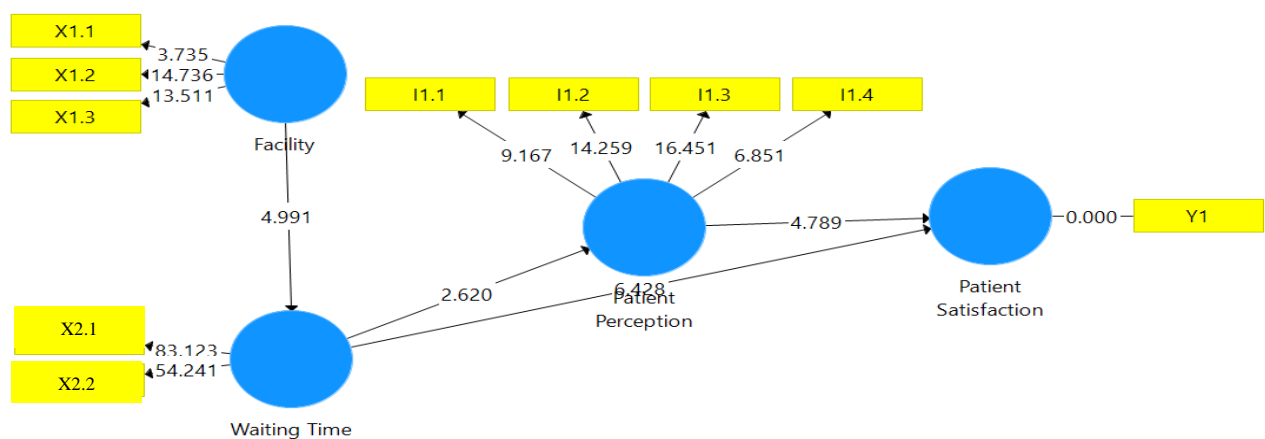 X1.1
3.735
X1.2
14.736
X1.3
13.511
Facility
I1.1
I1.2
I1.3
I1.4
9.167
14.259
16.451
6.851
4.991
4.789
0.000
Y1
2.620
6.428
Patient
Perception
Patient
Satisfaction
X2.1
83.123
X2.2
54.241
Waiting Time